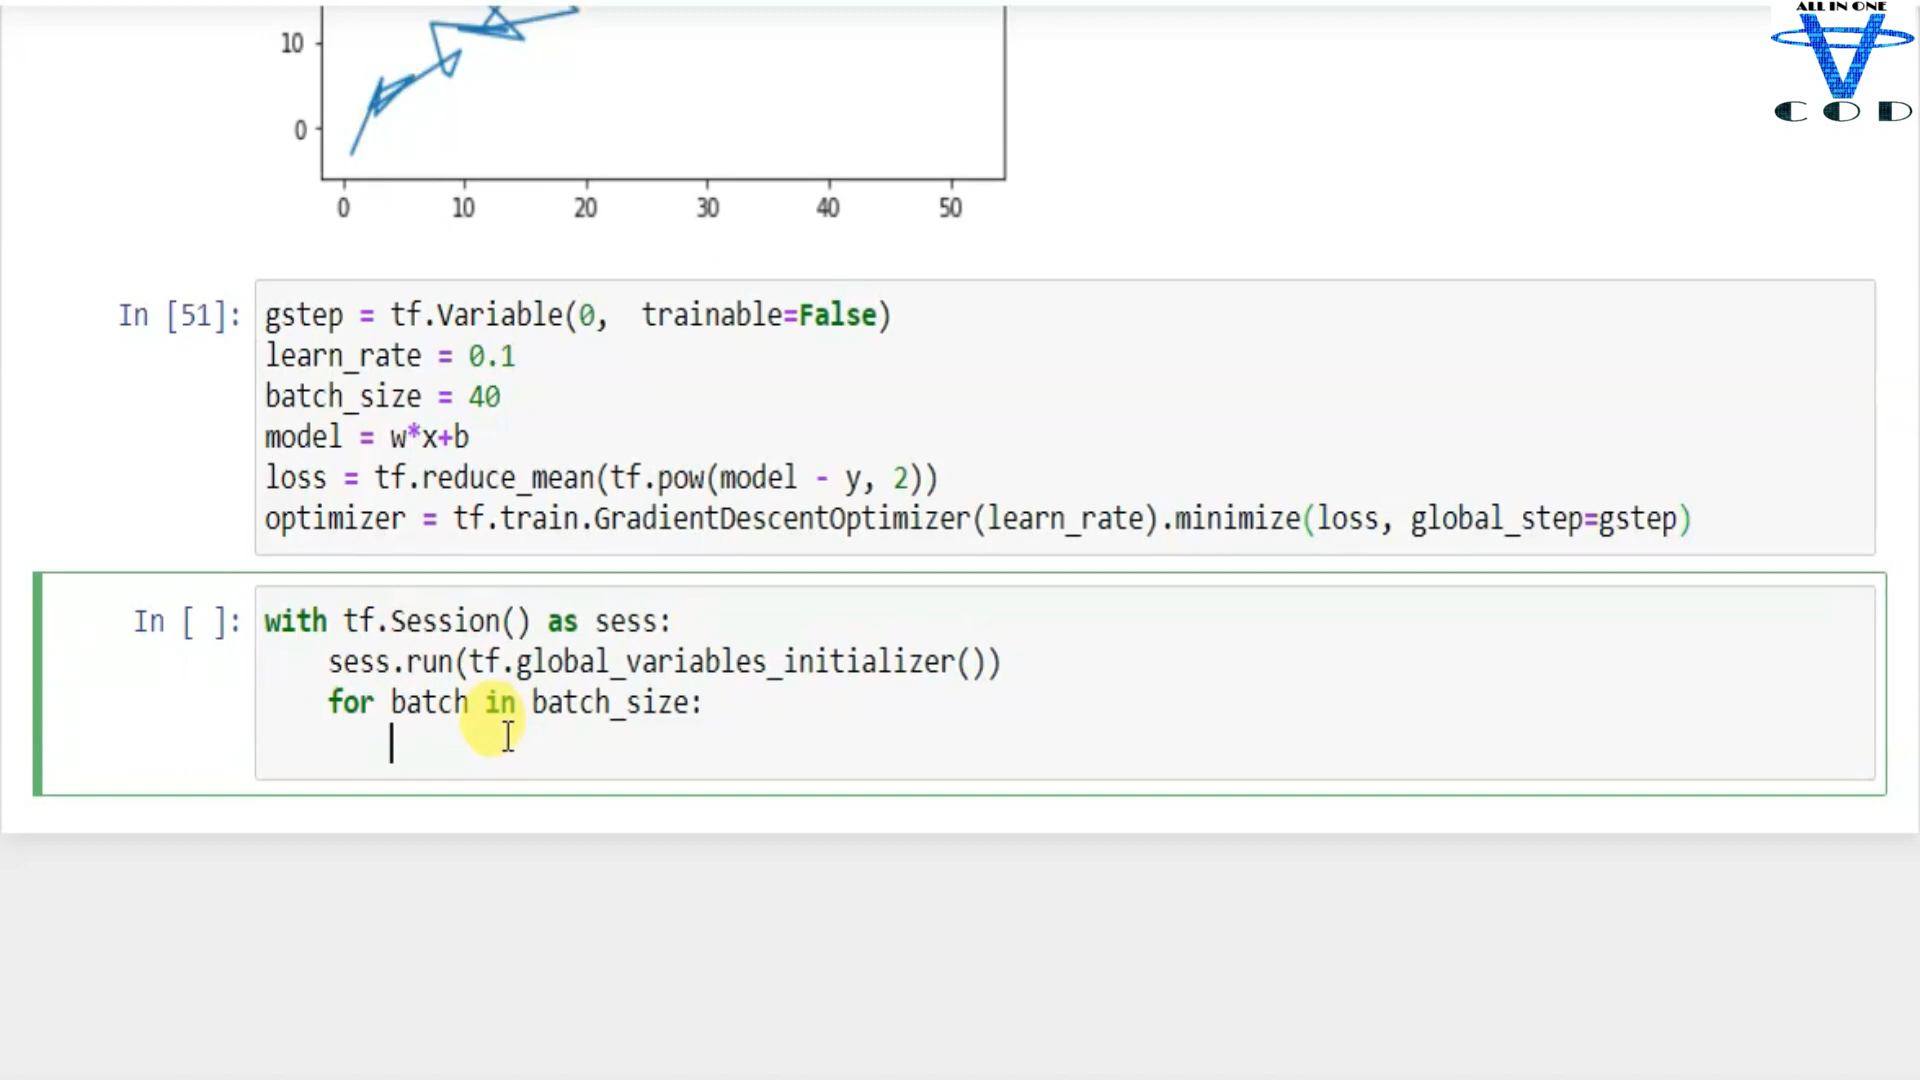 ALL IN ONE
C O D
10
0
0 10 20 30 40 50
In [51]:
gstep = tf.Variable(0,  trainable=False)
learn_rate = 0.1
batch_size = 40
model = w*x+b
loss = tf.reduce_mean(tf.pow(model - y, 2))
optimizer = tf.train.GradientDescentOptimizer(learn_rate).minimize(loss, global_step=gstep)
In [ ]:
with tf.Session() as sess:
    sess.run(tf.global_variables_initializer())
    for batch in batch_size: